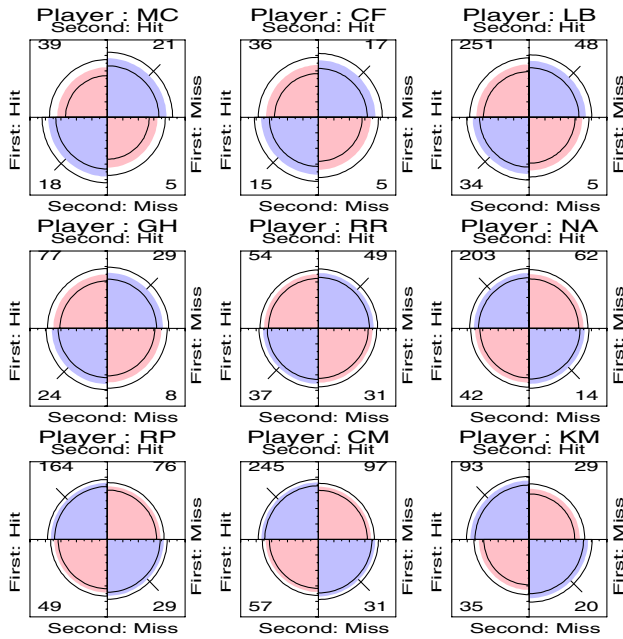 Player : MC
Second: Hit
39 21
First: Hit
First: Miss
18 5
Second: Miss
Player : CF
Second: Hit
36 17
First: Hit
First: Miss
15 5
Second: Miss
Player : LB
Second: Hit
251 48
First: Hit
First: Miss
34 5
Second: Miss
Player : GH
Second: Hit
77 29
First: Hit
First: Miss
24 8
Second: Miss
Player : RR
Second: Hit
54 49
First: Hit
First: Miss
37 31
Second: Miss
Player : NA
Second: Hit
203 62
First: Hit
First: Miss
42 14
Second: Miss
Player : RP
Second: Hit
164 76
First: Hit
First: Miss
49 29
Second: Miss
Player : CM
Second: Hit
245 97
First: Hit
First: Miss
57 31
Second: Miss
Player : KM
Second: Hit
93 29
First: Hit
First: Miss
35 20
Second: Miss